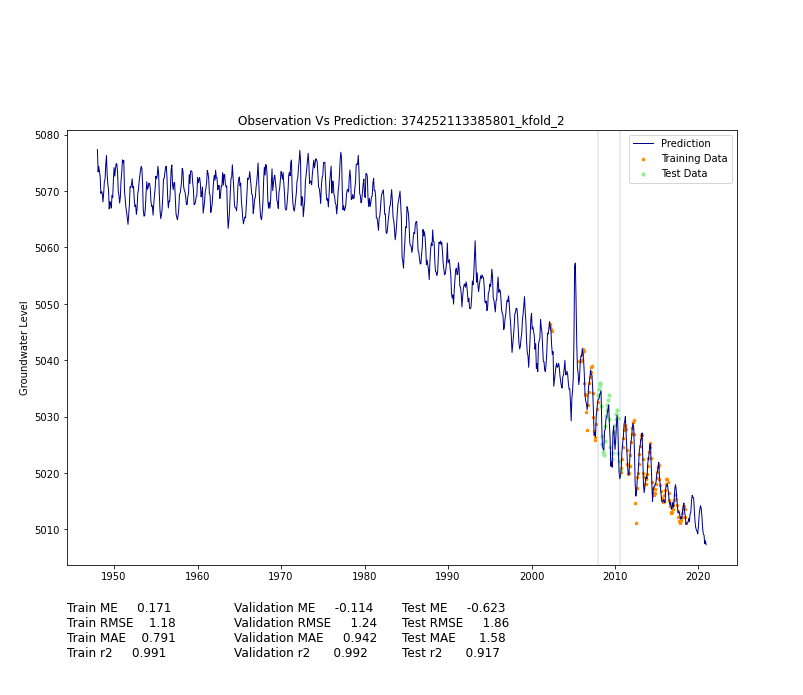 Observation Vs Prediction: 374252113385801_kfold_2
5080
5070
5060
5050
5040
5030
5020
5010
Groundwater Level
Prediction
Training Data
Test Data
1950 1960 1970 1980 1990 2000 2010 2020
Train ME 0.171 Validation ME -0.114 Test ME -0.623
Train RMSE 1.18 Validation RMSE 1.24 Test RMSE 1.86
Train MAE 0.791 Validation MAE 0.942 Test MAE 1.58
Train r2 0.991 Validation r2 0.992 Test r2 0.917